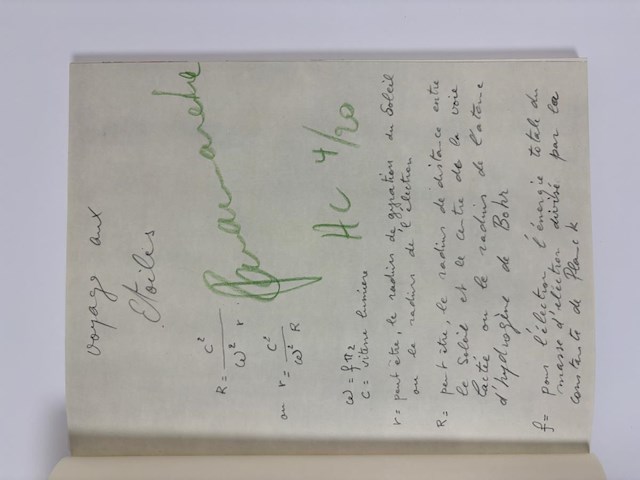 voyage aux
Etoiles
R = c²/ω² r
ou r = c²/ω² R
HC 4/20
ω = f π 2
c = vitesse lumiere
r = peut être, le radius de gyration du Soleil
ou le radius de l'électron
R = peut être, le radius de distance entre
le Soleil et le centre de la voie
lactée ou le radius de l'atome
d'hydrogène de Bohr
f = pour l'électron l'énergie totale du
masse d'electron divisé par la
constante de Planck